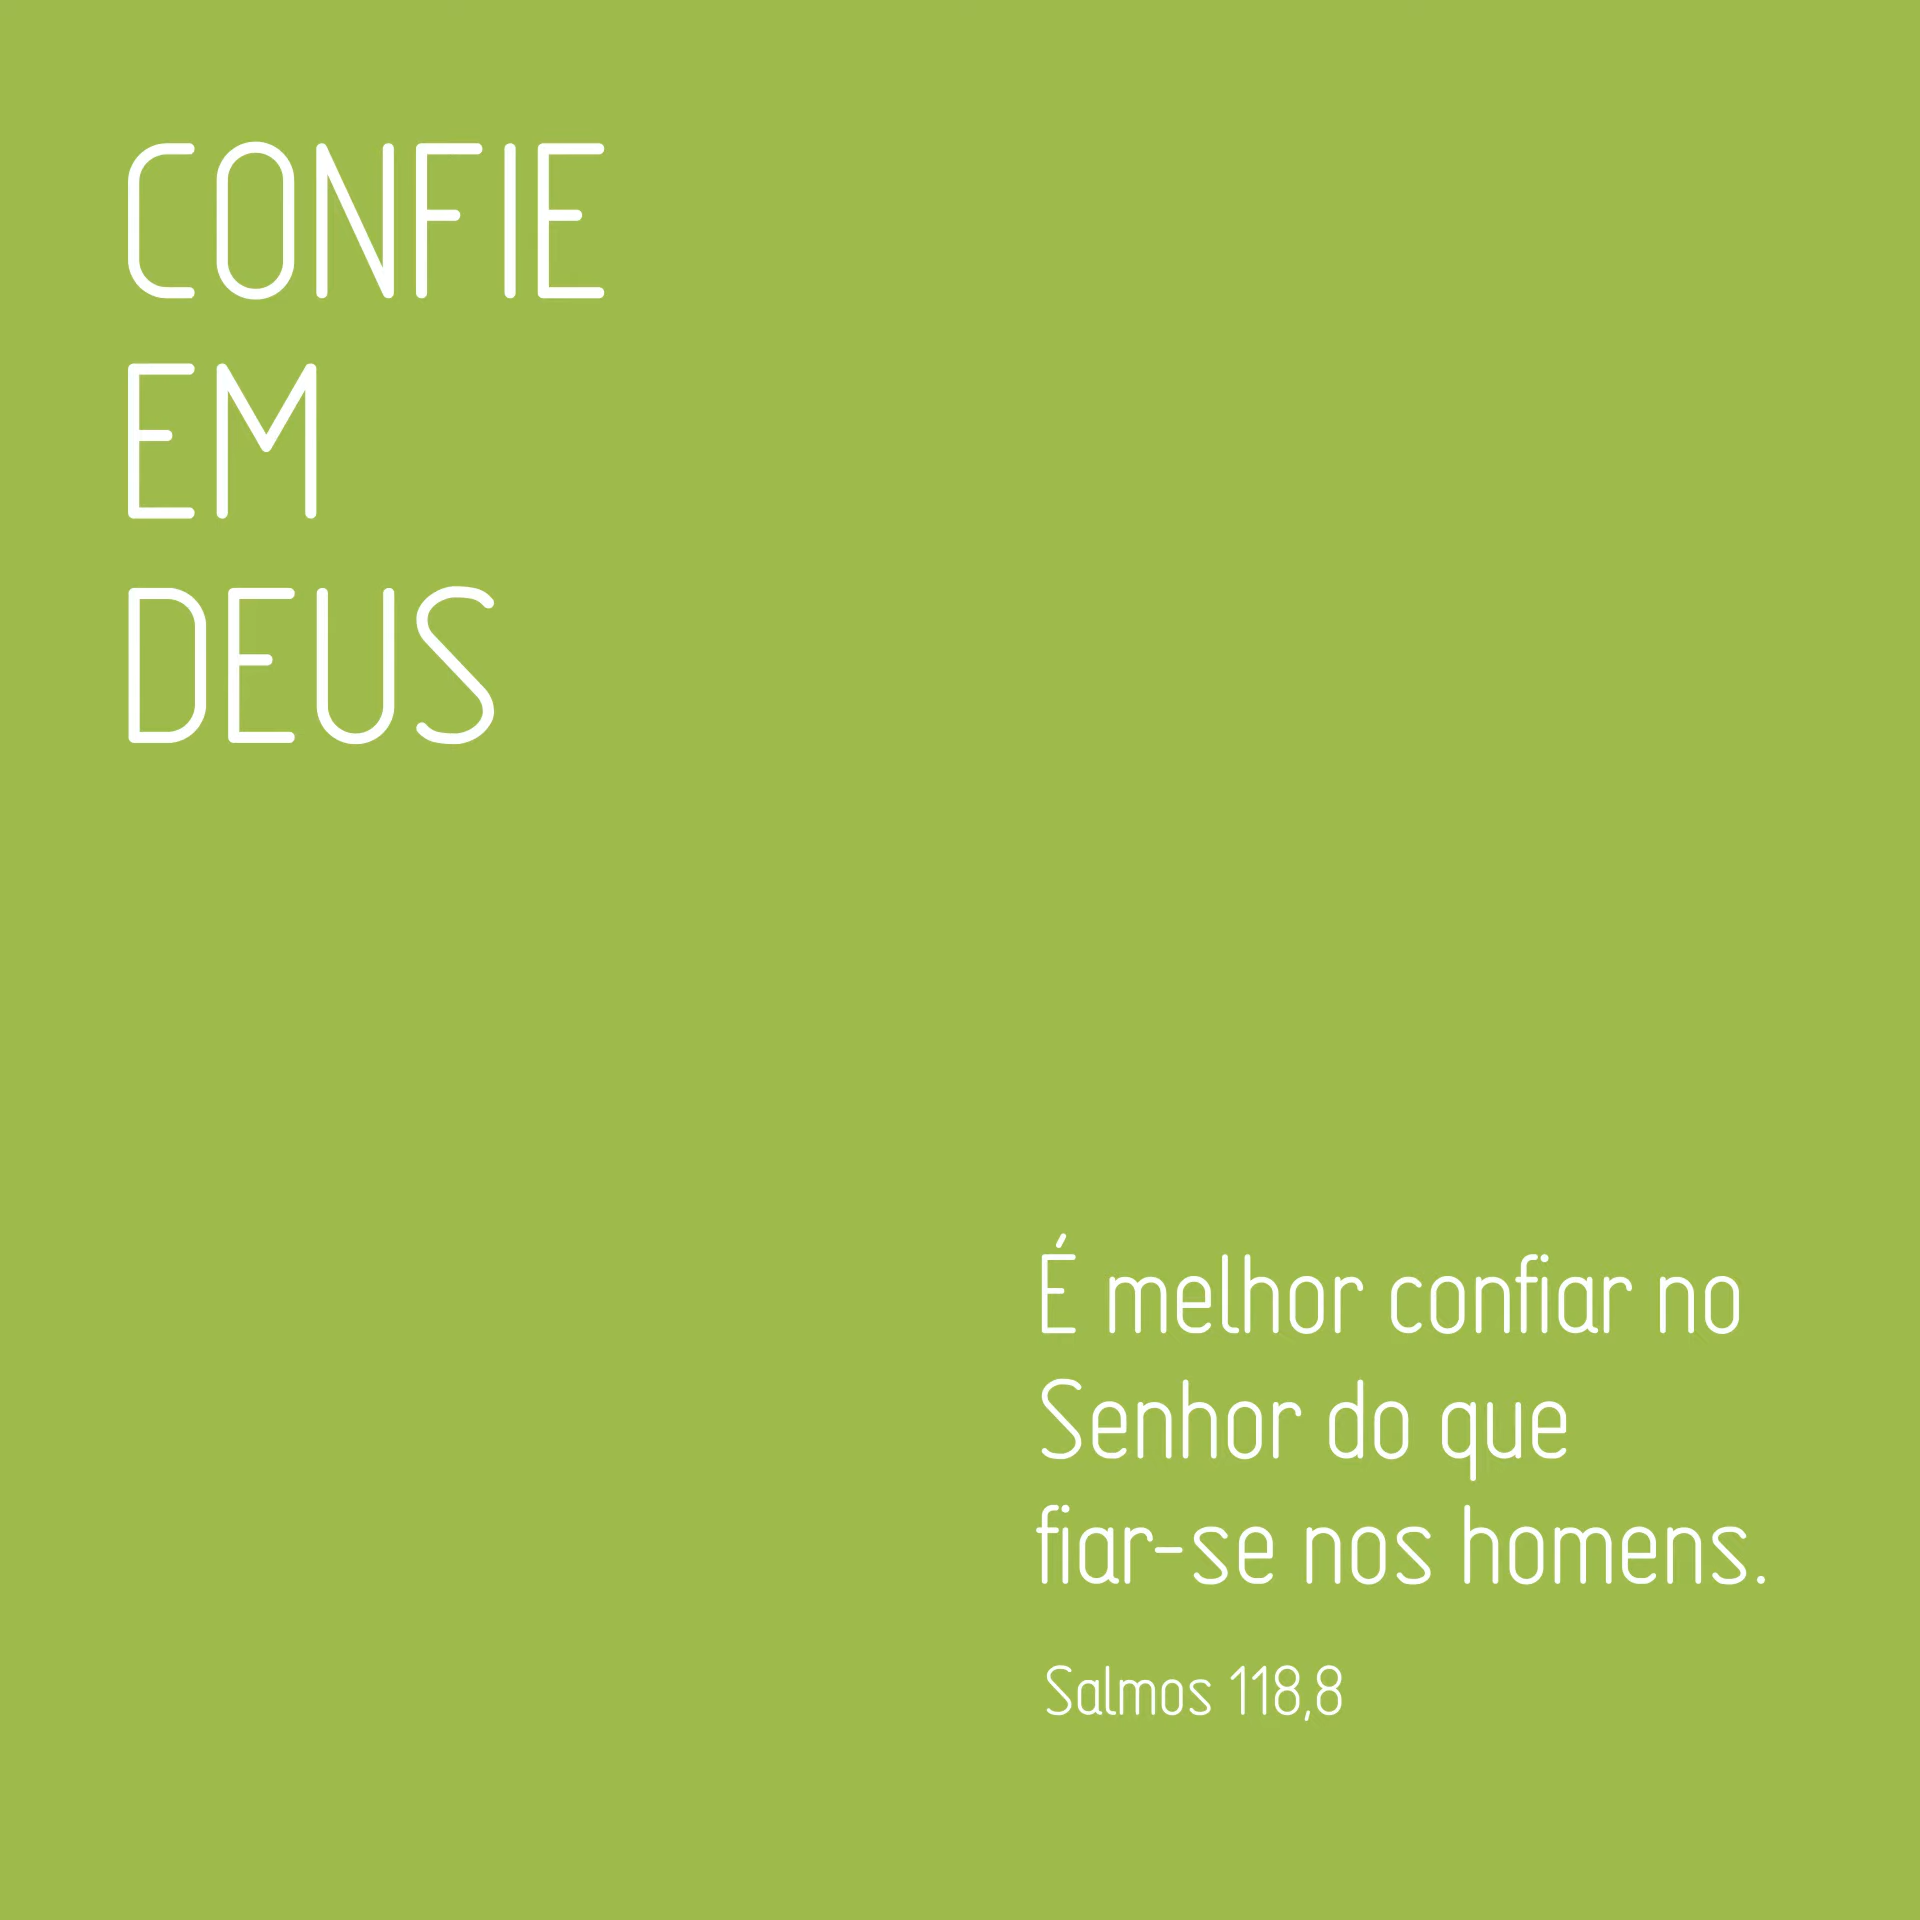 CONFIE
EM
DEUS
É melhor confiar no
Senhor do que
fiar-se nos homens.
Salmos 118,8